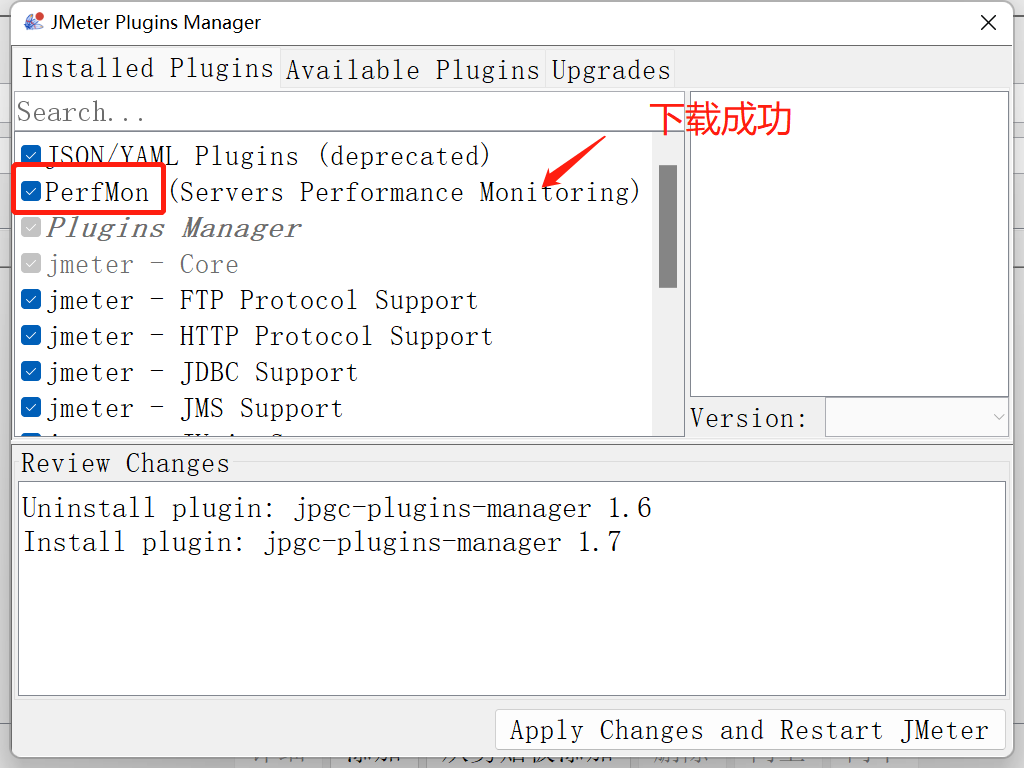 JMeter Plugins Manager
Installed Plugins Available Plugins Upgrades
Search...
下载成功
JSON/YAML Plugins (deprecated)
PerfMon (Servers Performance Monitoring)
Plugins Manager
jmeter - Core
jmeter - FTP Protocol Support
jmeter - HTTP Protocol Support
jmeter - JDBC Support
jmeter - JMS Support
Version:
Review Changes
Uninstall plugin: jpgc-plugins-manager 1.6
Install plugin: jpgc-plugins-manager 1.7
Apply Changes and Restart JMeter